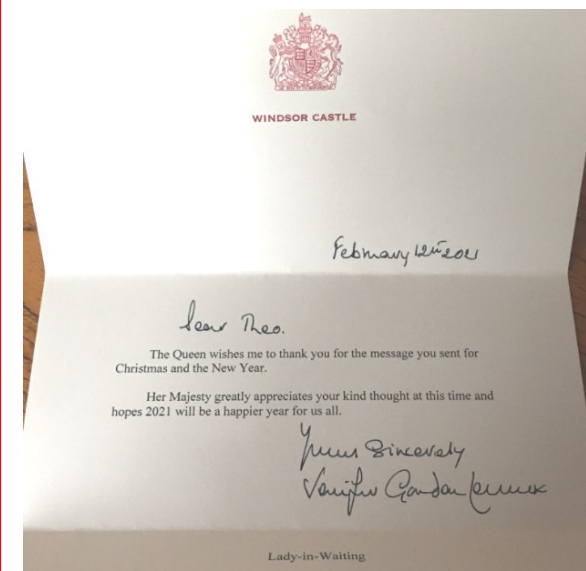 WINDSOR CASTLE
February 12th 2021
Dear Theo.
The Queen wishes me to thank you for the message you sent for
Christmas and the New Year.
Her Majesty greatly appreciates your kind thought at this time and
hopes 2021 will be a happier year for us all.
Yours Sincerely
Gordon Lennox
Lady-in-Waiting